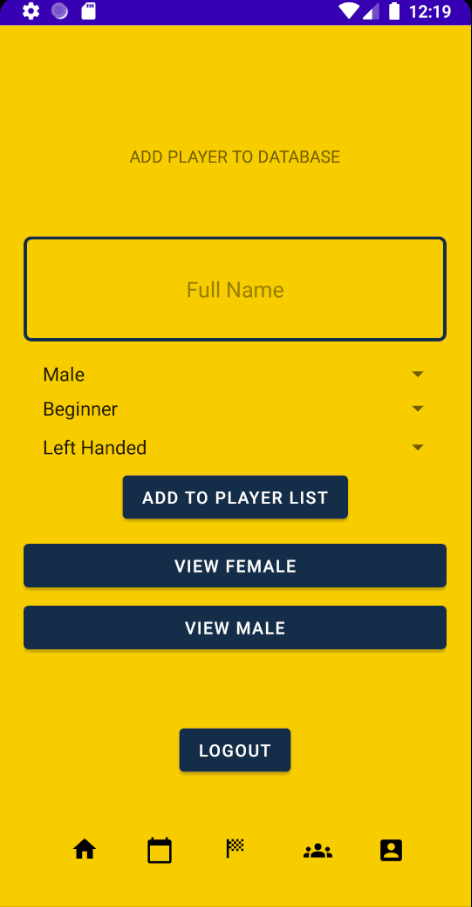 12:19
ADD PLAYER TO DATABASE
Full Name
Male
Beginner
Left Handed
ADD TO PLAYER LIST
VIEW FEMALE
VIEW MALE
LOGOUT